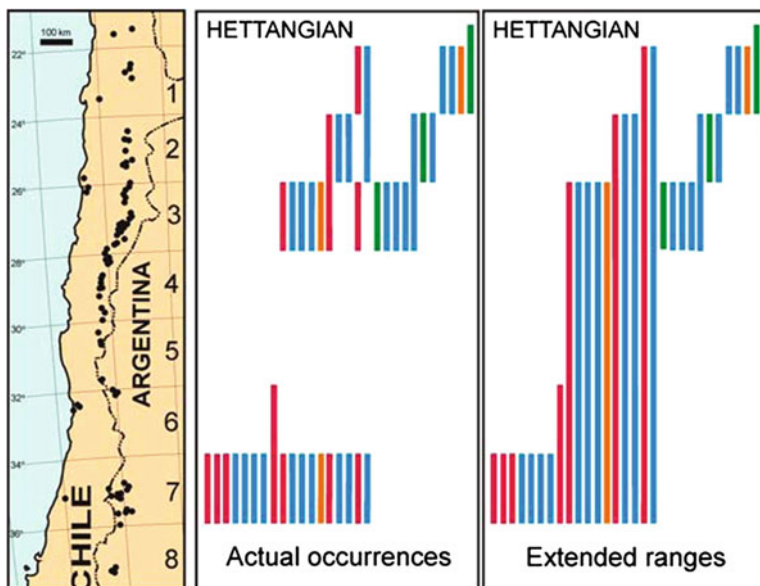 100 km
22°
24°
26°
28°
30°
32°
34°
36°
1
2
3
4
5
6
7
8
ARGENTINA
CHILE
HETTANGIAN
Actual occurrences
HETTANGIAN
Extended ranges